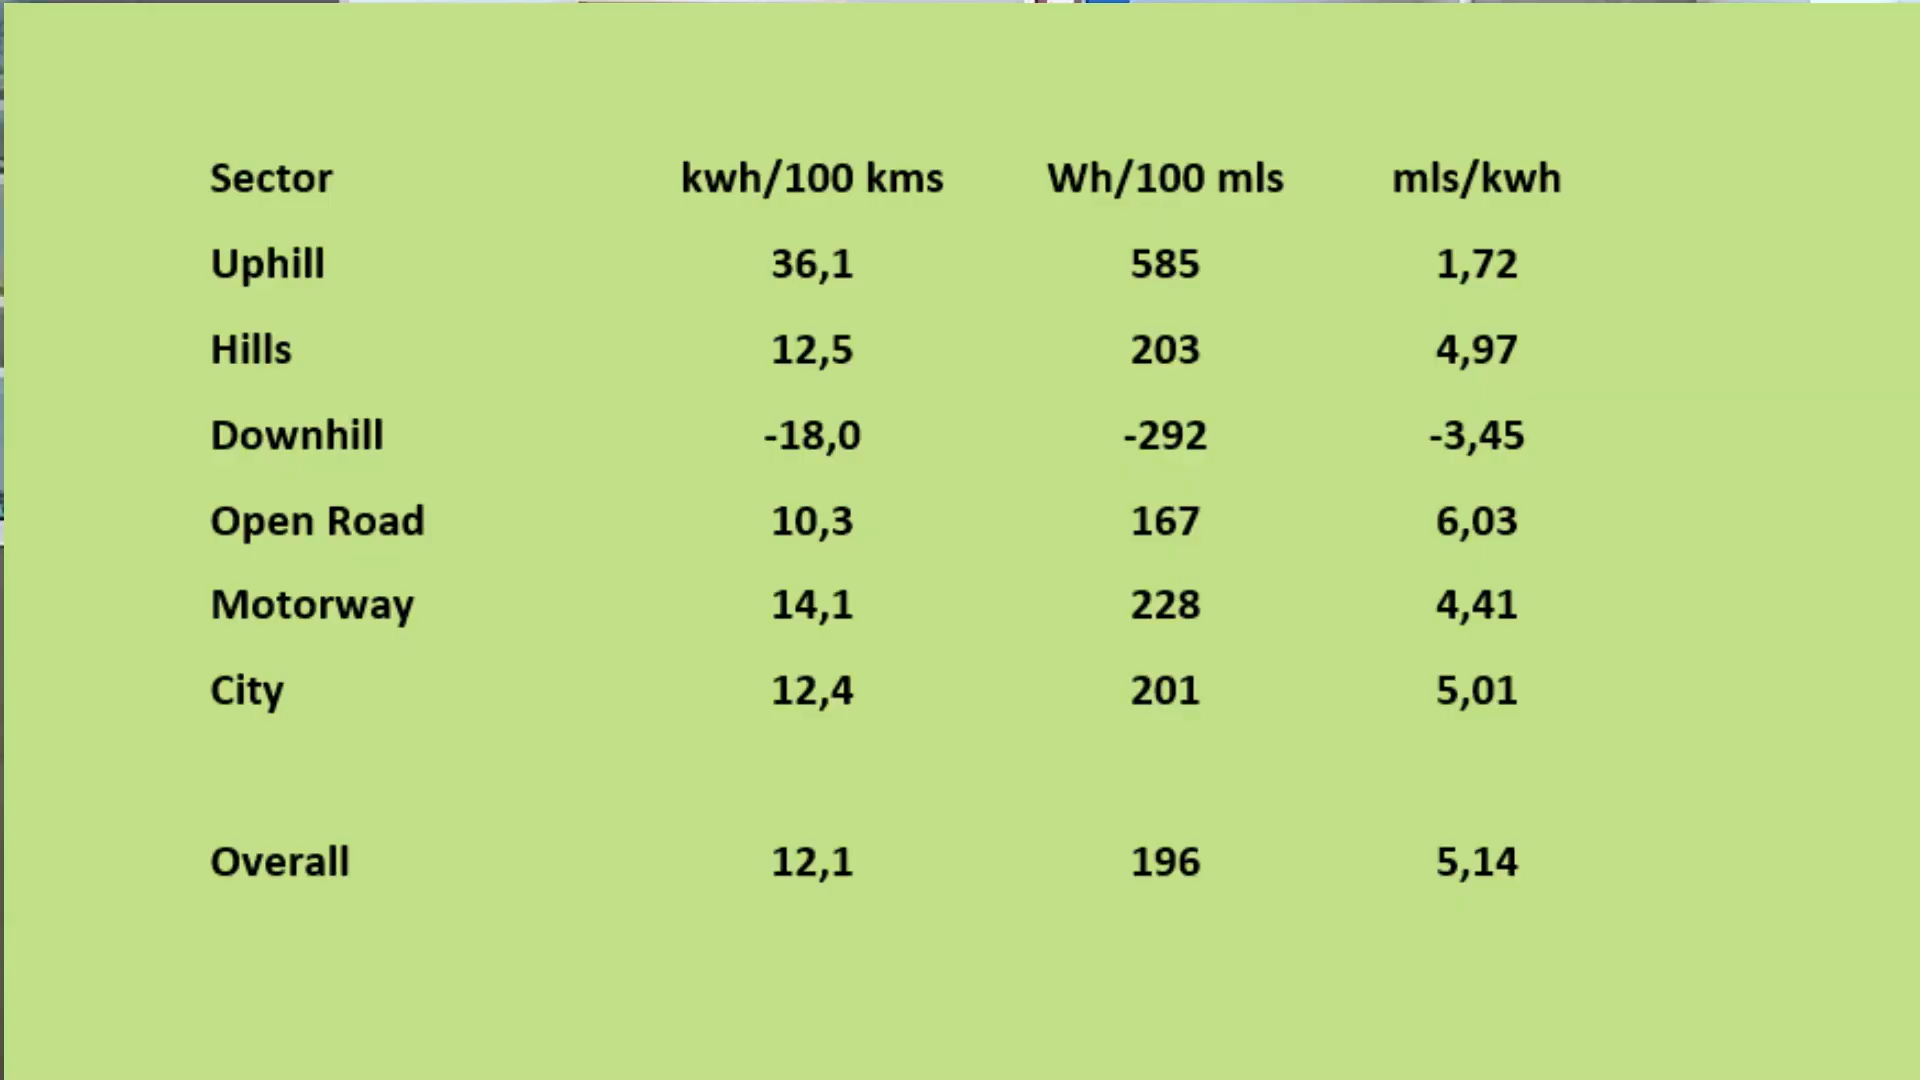 Sector kwh/100 kms Wh/100 mls mls/kwh
Uphill 36,1 585 1,72
Hills 12,5 203 4,97
Downhill -18,0 -292 -3,45
Open Road 10,3 167 6,03
Motorway 14,1 228 4,41
City 12,4 201 5,01
Overall 12,1 196 5,14